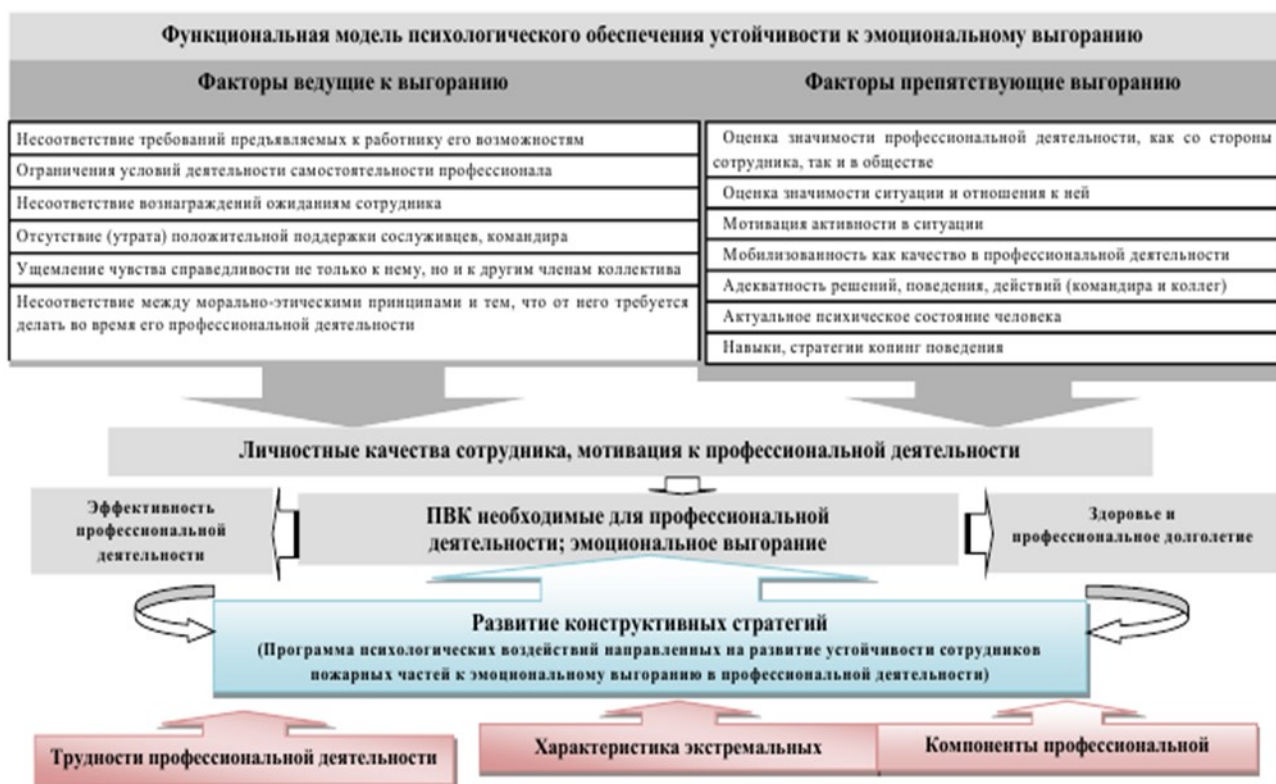 Функциональная модель психологического обеспечения устойчивости к эмоциональному выгоранию
Факторы ведущие к выгоранию
Несоответствие требований предъявляемых к работнику его возможностям
Ограничения условий деятельности самостоятельности профессионала
Несоответствие вознаграждений ожиданиям сотрудника
Отсутствие (утрата) положительной поддержки сослуживцев, командира
Ущемление чувства справедливости не только к нему, но и к другим членам коллектива
Несоответствие между морально-этическими принципами и тем, что от него требуется
делать во время его профессиональной деятельности
Факторы препятствующие выгоранию
Оценка значимости профессиональной деятельности, как со стороны
сотрудника, так и в обществе
Оценка значимости ситуации и отношения к ней
Мотивация активности в ситуации
Мобилизованность как качество в профессиональной деятельности
Адекватность решений, поведения, действий (командира и коллег)
Актуальное психическое состояние человека
Навыки, стратегии копинг поведения
Личностные качества сотрудника, мотивация к профессиональной деятельности
Эффективность
профессиональной
деятельности
ПВК необходимые для профессиональной
деятельности; эмоциональное выгорание
Здоровье и
профессиональное долголетие
Развитие конструктивных стратегий
(Программа психологических воздействий направленных на развитие устойчивости сотрудников
пожарных частей к эмоциональному выгоранию в профессиональной деятельности)
Трудности профессиональной деятельности
Характеристика экстремальных
Компоненты профессиональной